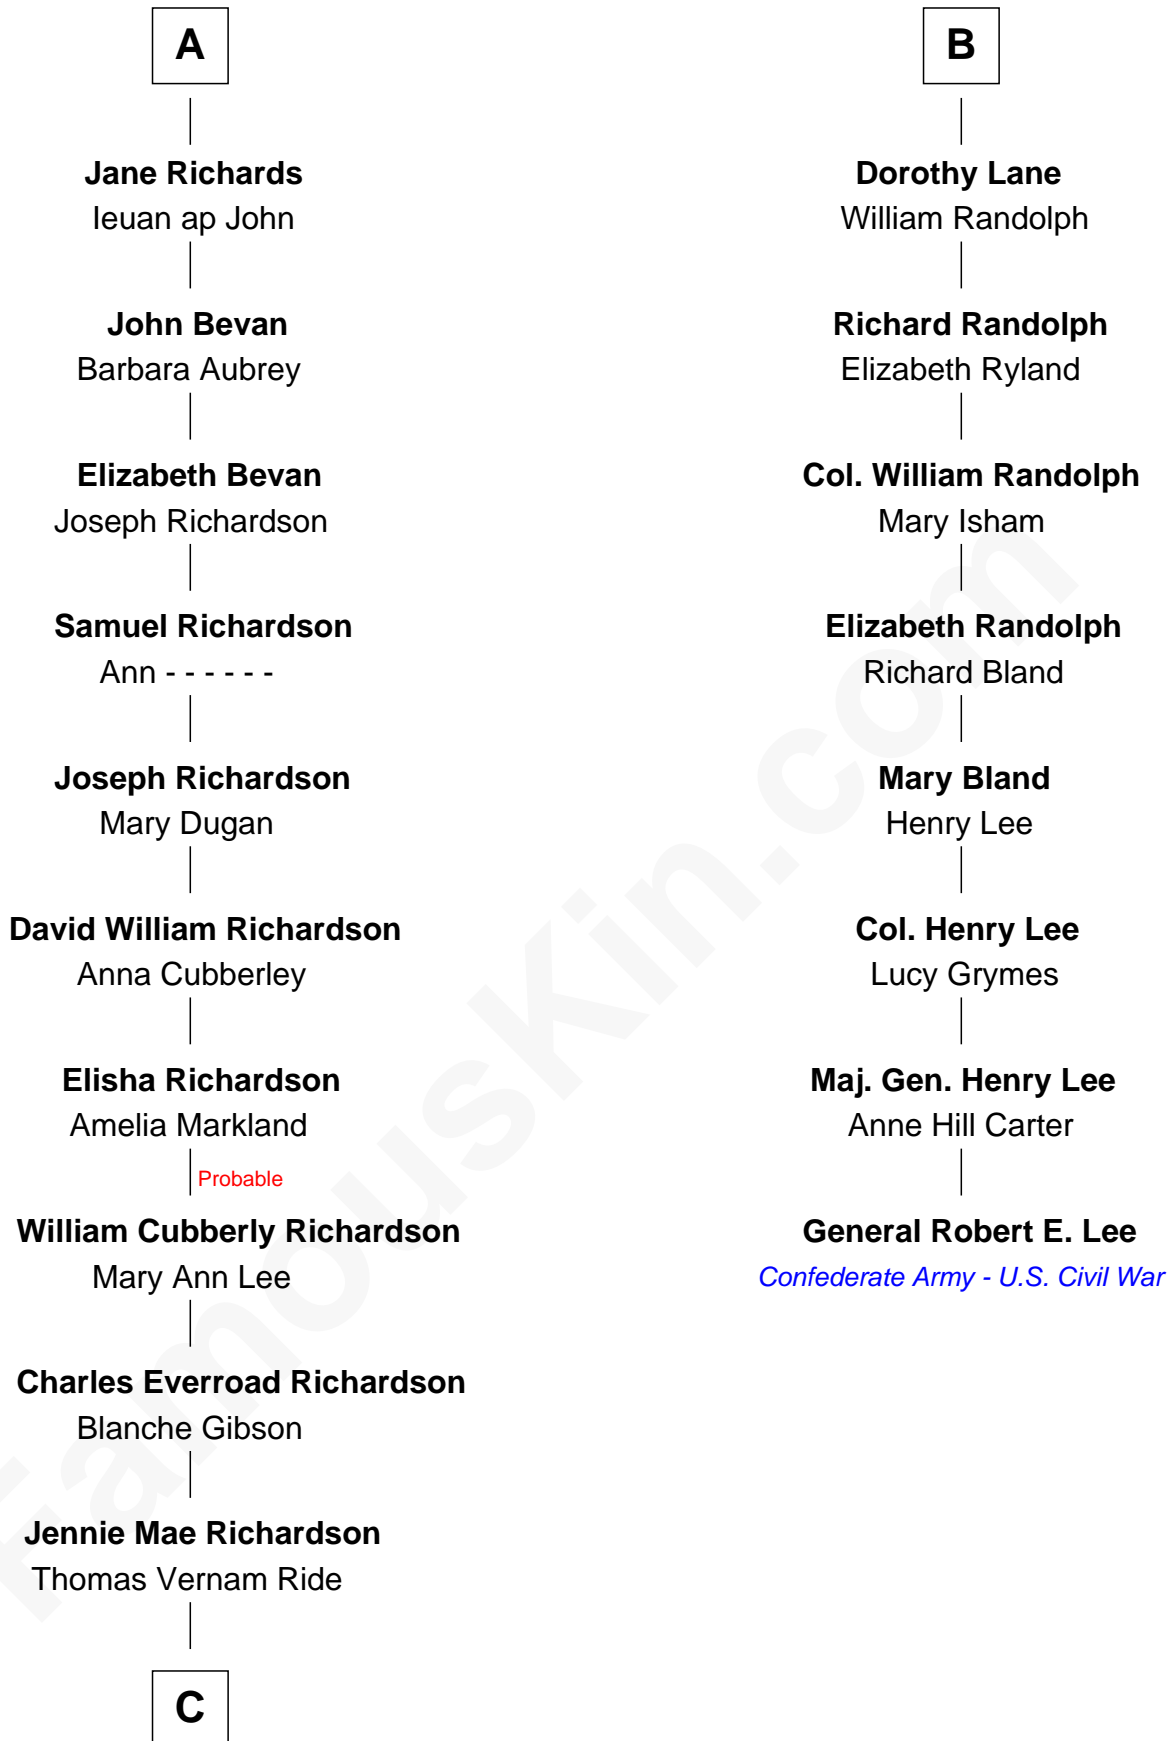 A
Jane Richards
Ieuan ap John
John Bevan
Barbara Aubrey
Elizabeth Bevan
Joseph Richardson
Samuel Richardson
Ann - - - - - -
Joseph Richardson
Mary Dugan
David William Richardson
Anna Cubberley
Elisha Richardson
Amelia Markland
Probable
William Cubberly Richardson
Mary Ann Lee
Charles Everroad Richardson
Blanche Gibson
Jennie Mae Richardson
Thomas Vernam Ride
C
B
Dorothy Lane
William Randolph
Richard Randolph
Elizabeth Ryland
Col. William Randolph
Mary Isham
Elizabeth Randolph
Richard Bland
Mary Bland
Henry Lee
Col. Henry Lee
Lucy Grymes
Maj. Gen. Henry Lee
Anne Hill Carter
General Robert E. Lee
Confederate Army - U.S. Civil War
FamousKin.com